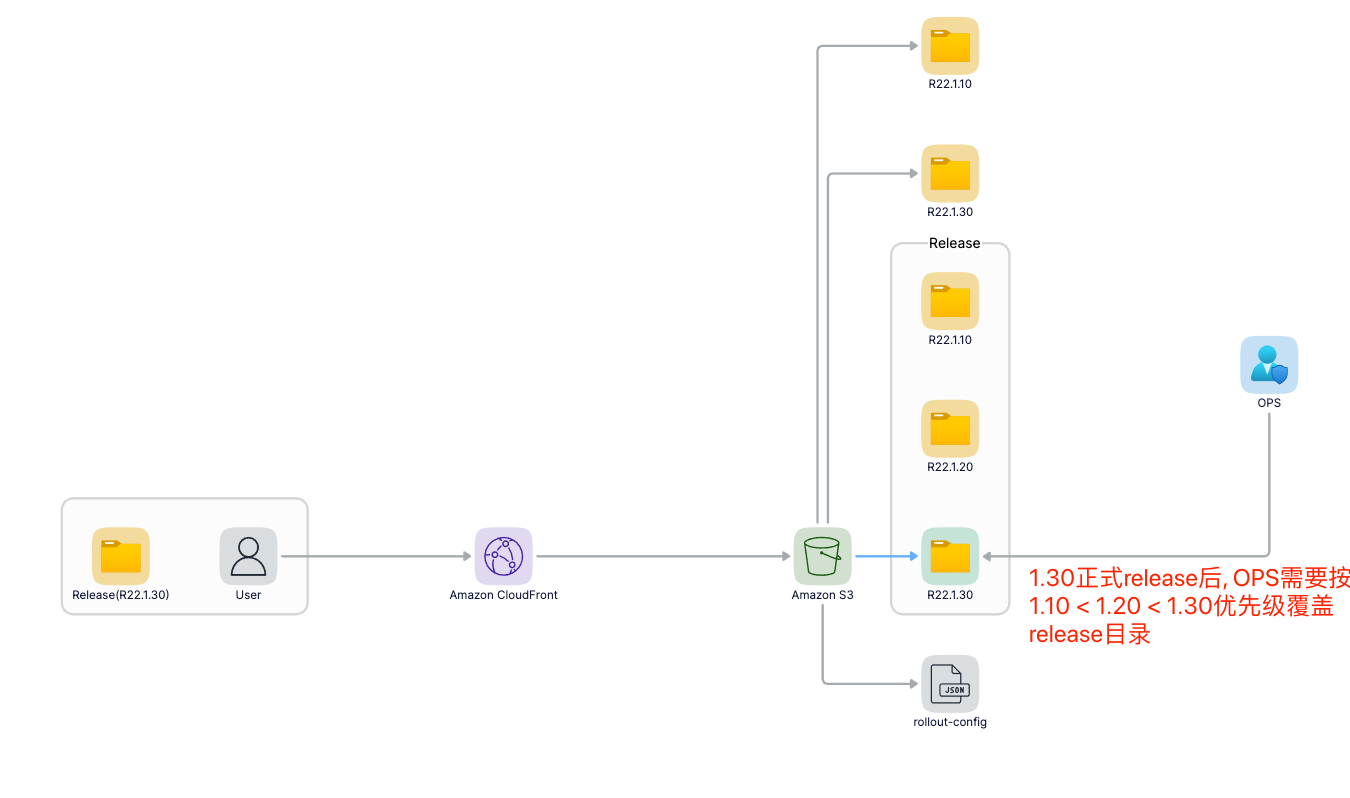 R22.1.10
R22.1.30
Release
R22.1.10
R22.1.20
OPS
Release(R22.1.30)
User
Amazon CloudFront
Amazon S3
R22.1.30
1.30正式release后, OPS需要按
1.10 < 1.20 < 1.30优先级覆盖
release目录
JSON
rollout-config